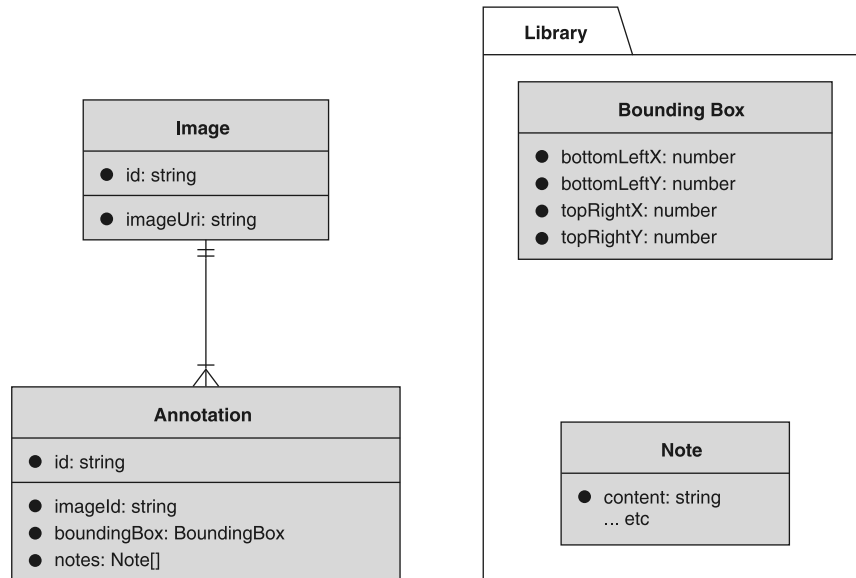 Image
id: string
imageUri: string
Annotation
id: string
imageId: string
boundingBox: BoundingBox
notes: Note[]
Library
Bounding Box
bottomLeftX: number
bottomLeftY: number
topRightX: number
topRightY: number
Note
content: string
... etc